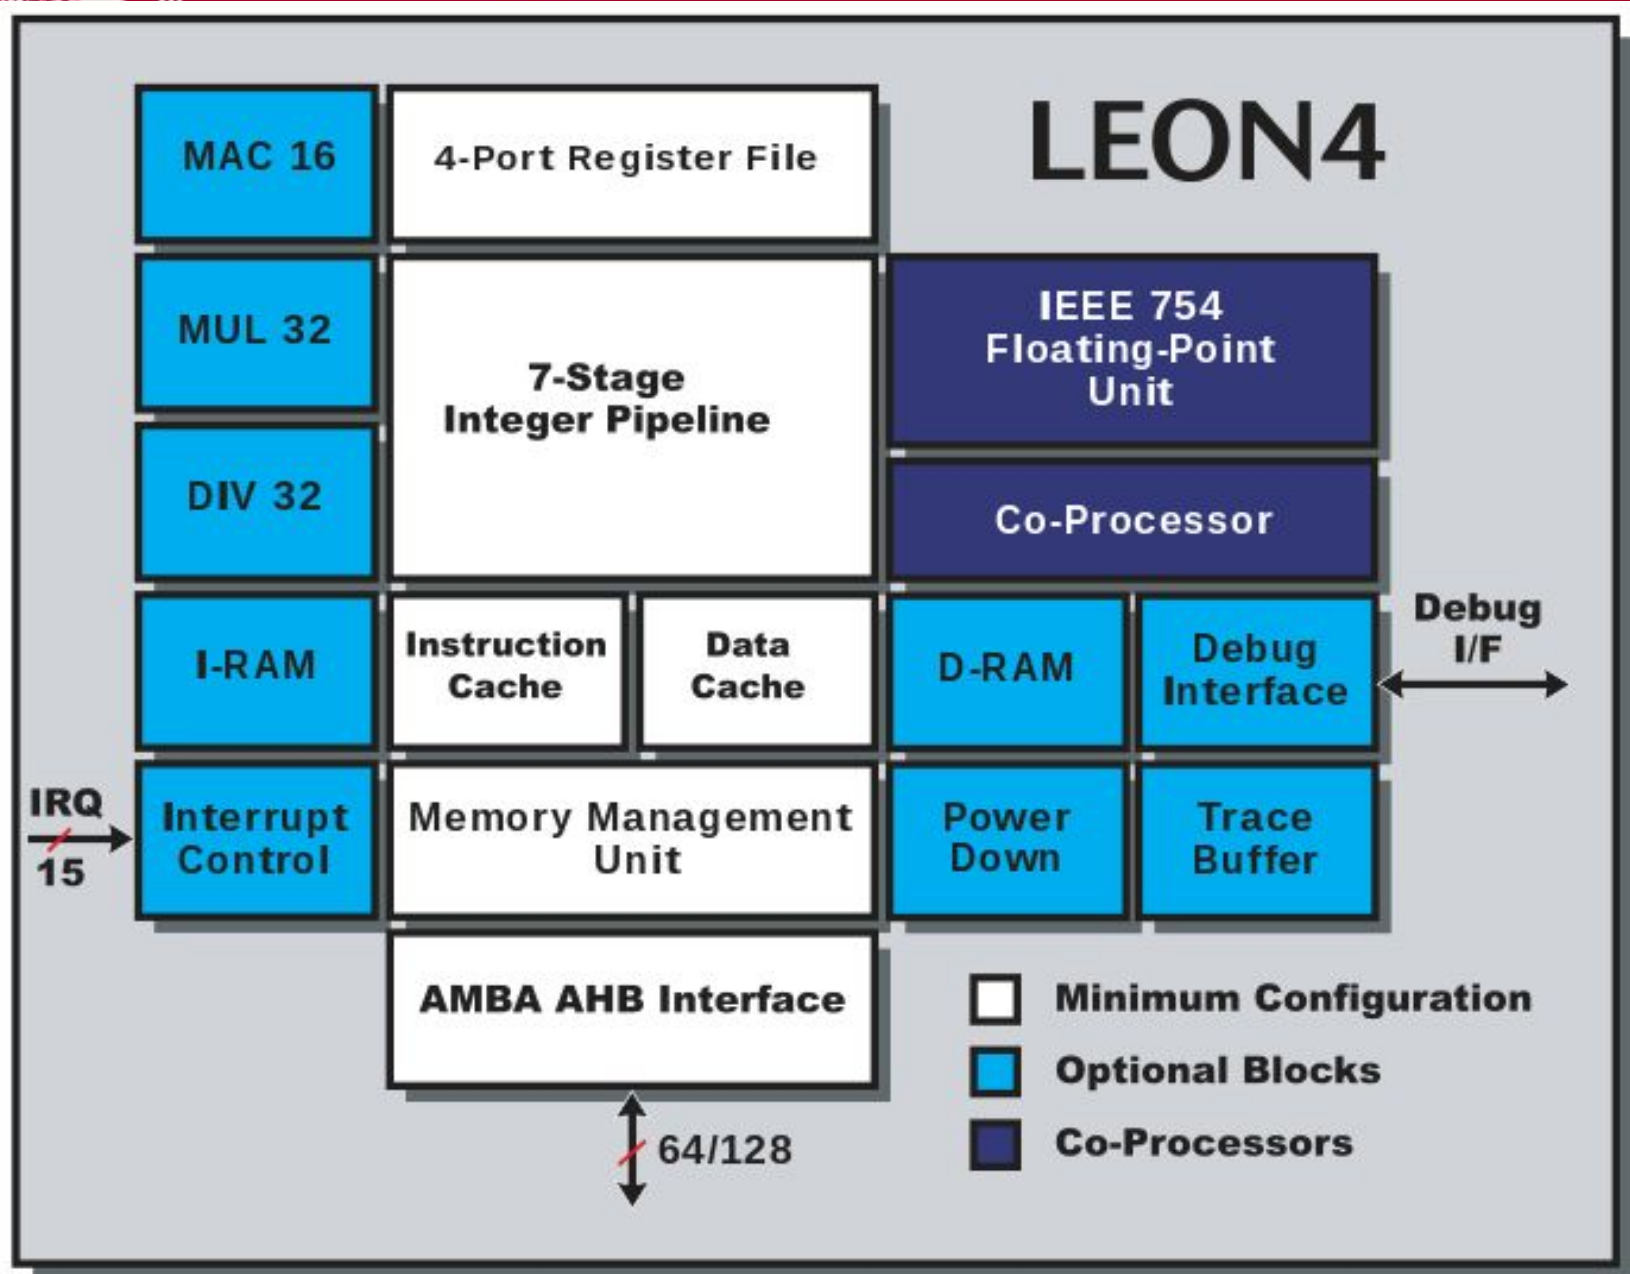 LEON4
MAC 16
4-Port Register File
MUL 32
7-Stage
Integer Pipeline
IEEE 754
Floating-Point
Unit
DIV 32
Co-Processor
I-RAM
Instruction
Cache
Data
Cache
D-RAM
Debug
Interface
Debug
I/F
IRQ
15
Interrupt
Control
Memory Management
Unit
Power
Down
Trace
Buffer
AMBA AHB Interface
64/128
Minimum Configuration
Optional Blocks
Co-Processors